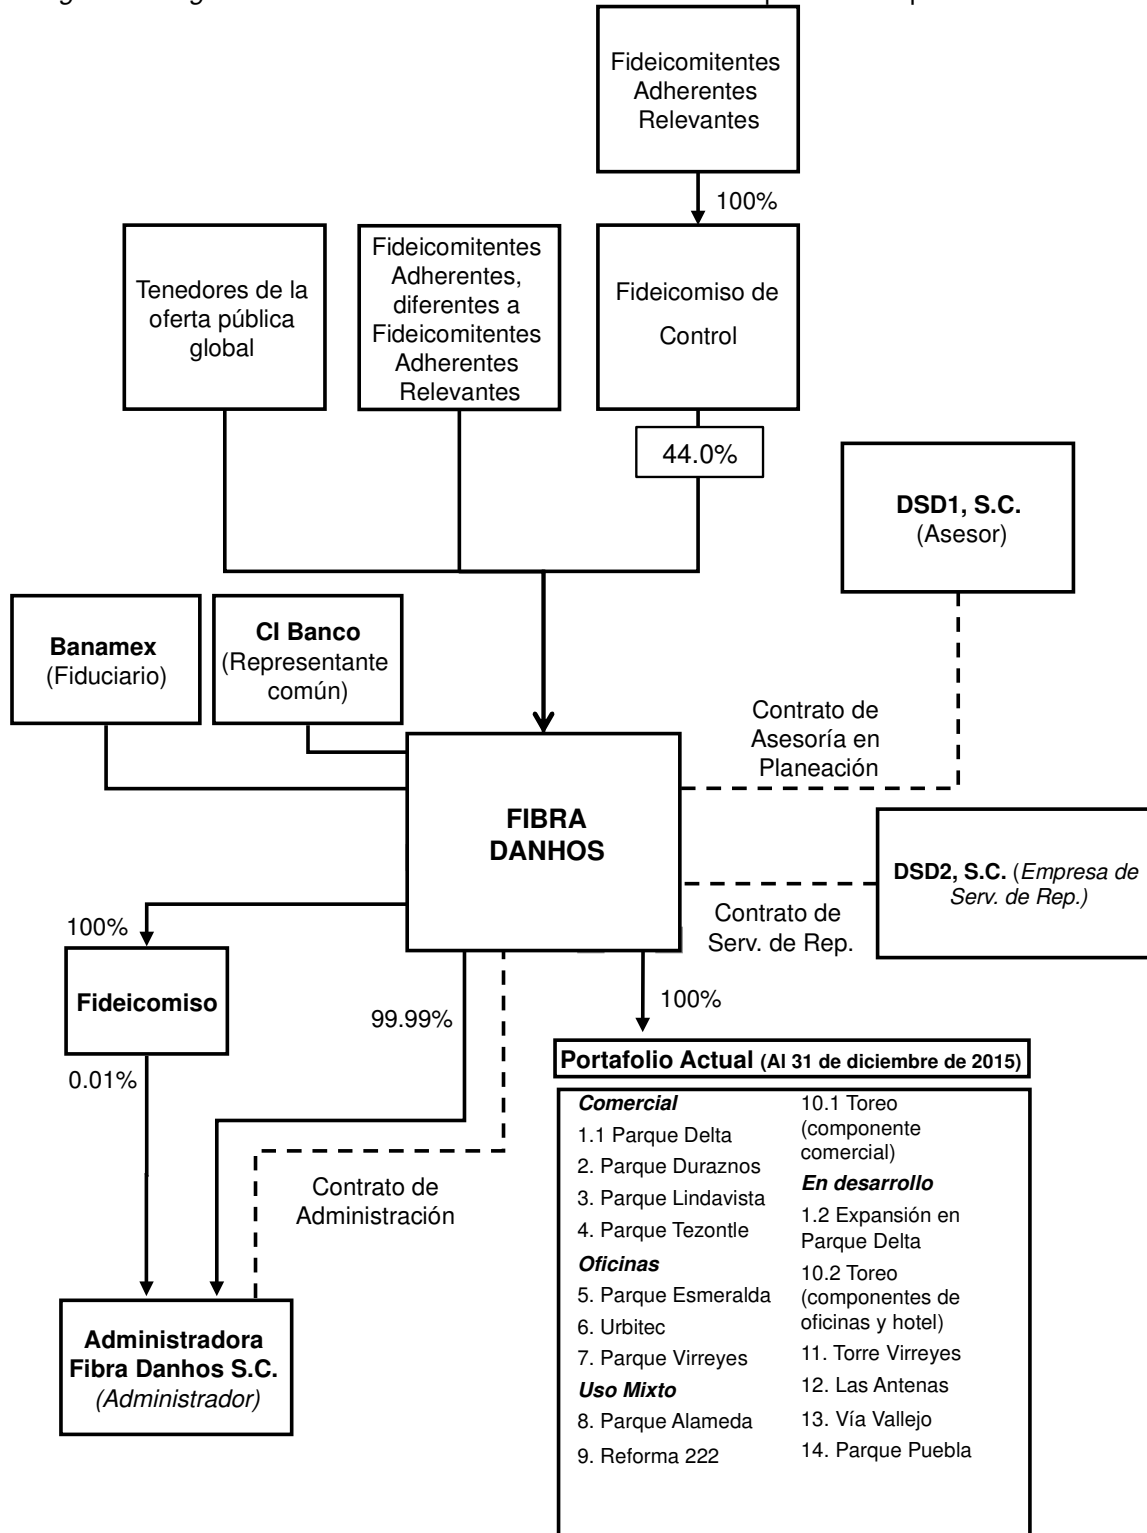 Fideicomitentes
Adherentes
Relevantes
100%
Tenedores de la
oferta pública
global
Fideicomitentes
Adherentes,
diferentes a
Fideicomitentes
Adherentes
Relevantes
Fideicomiso de
Control
44.0%
DSD1, S.C.
(Asesor)
Banamex
(Fiduciario)
CI Banco
(Representante
común)
Contrato de
Asesoría en
Planeación
FIBRA
DANHOS
DSD2, S.C. (Empresa de
Serv. de Rep.)
Contrato de
Serv. de Rep.
100%
Fideicomiso
99.99%
100%
0.01%
Portafolio Actual (Al 31 de diciembre de 2015)
Comercial
1.1 Parque Delta
2. Parque Duraznos
3. Parque Lindavista
4. Parque Tezontle
Oficinas
5. Parque Esmeralda
6. Urbitec
7. Parque Virreyes
Uso Mixto
8. Parque Alameda
9. Reforma 222
10.1 Toreo
(componente
comercial)
En desarrollo
1.2 Expansión en
Parque Delta
10.2 Toreo
(componentes de
oficinas y hotel)
11. Torre Virreyes
12. Las Antenas
13. Vía Vallejo
14. Parque Puebla
Contrato de
Administración
Administradora
Fibra Danhos S.C.
(Administrador)